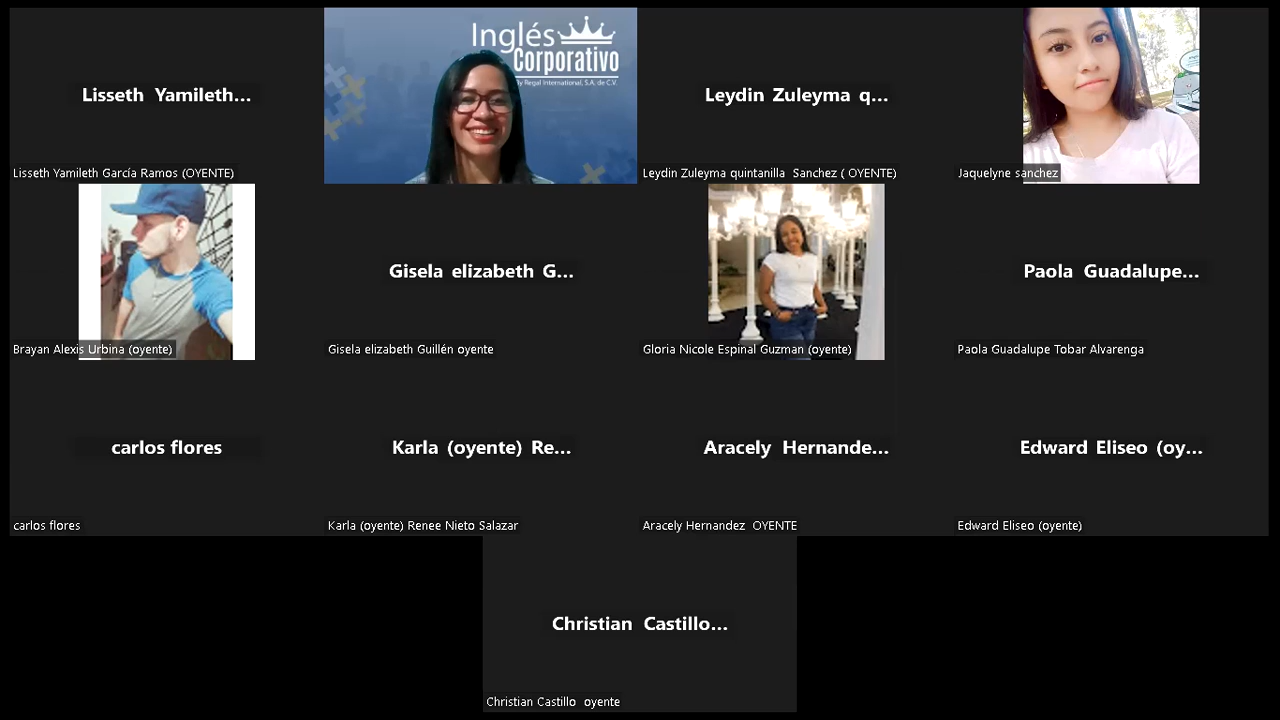 Lisseth Yamileth...
Lisseth Yamileth García Ramos (OYENTE)
Inglés
Corporativo
By Regal International, S.A. de C.V.
Leydin Zuleyma q...
Leydin Zuleyma quintanilla Sanchez ( OYENTE)
Jaquelyne sanchez
Brayan Alexis Urbina (oyente)
Gisela elizabeth G...
Gisela elizabeth Guillén oyente
Gloria Nicole Espinal Guzman (oyente)
Paola Guadalupe...
Paola Guadalupe Tobar Alvarenga
carlos flores
carlos flores
Karla (oyente) Re...
Karla (oyente) Renee Nieto Salazar
Aracely Hernande...
Aracely Hernandez OYENTE
Edward Eliseo (oy...
Edward Eliseo (oyente)
Christian Castillo...
Christian Castillo oyente